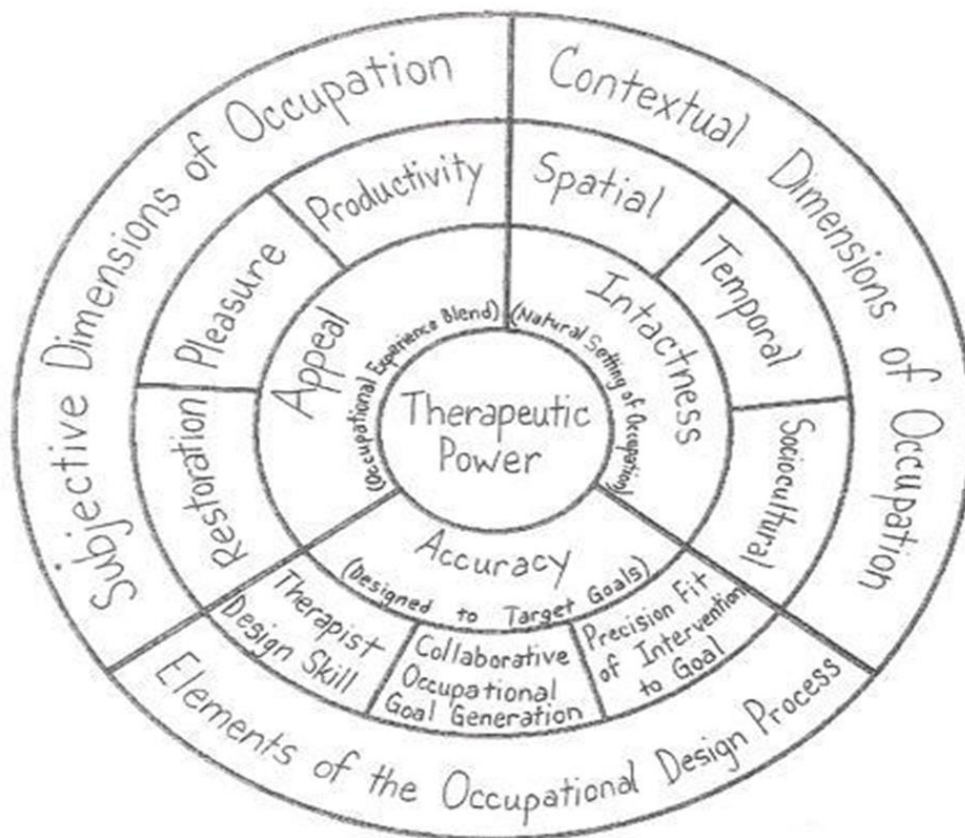 Subjective Dimensions of Occupation
Contextual Dimensions of Occupation
Productivity
Spatial
Pleasure
Temporal
Restoration
Sociocultural
Appeal
(Occupational Experience Blend)
Intactness
(Natural Setting of Occupation)
Therapeutic
Power
Accuracy
(Designed to Target Goals)
Therapist
Design Skill
Collaborative
Occupational
Goal Generation
Precision Fit
of Intervention
to Goal
Elements of the Occupational Design Process